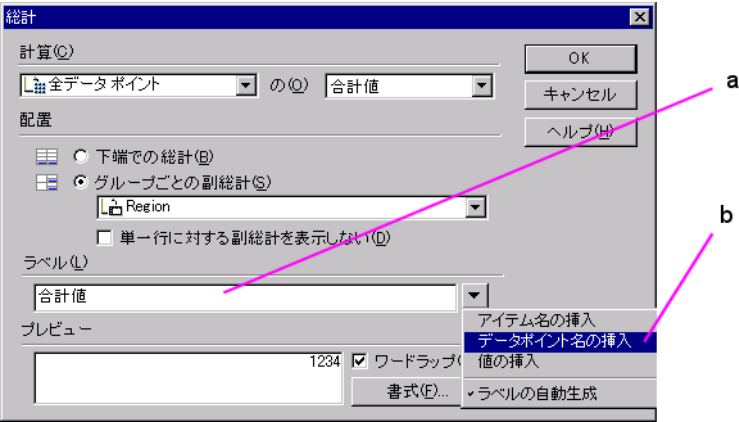 総計
計算(C)
全データ ポイント の(O) 合計値
OK
キャンセル
ヘルプ(H)
a
配置
下端での総計(B)
グループごとの副総計(S)
Region
単一行に対する副総計を表示しない(D)
b
ラベル(L)
合計値
アイテム名の挿入
データポイント名の挿入
値の挿入
ラベルの自動生成
プレビュー
1234
ワードラップ(
書式(F)...